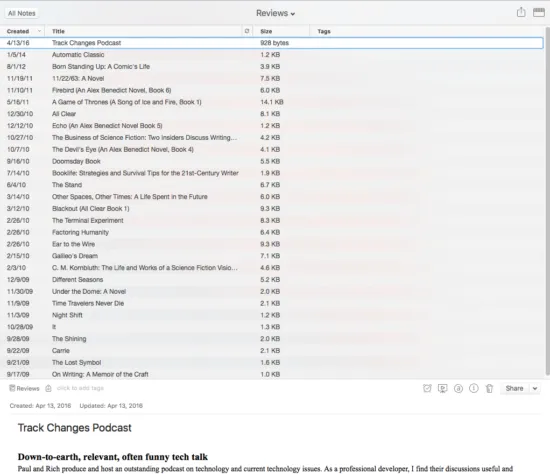 All Notes Reviews
Created Title Size Tags
4/13/16 Track Changes Podcast 928 bytes
1/5/14 Automatic Classic 1.2 KB
8/1/12 Born Standing Up: A Comic's Life 3.9 KB
11/19/11 11/22/63: A Novel 7.5 KB
11/10/11 Firebird (An Alex Benedict Novel, Book 6) 6.0 KB
5/16/11 A Game of Thrones (A Song of Ice and Fire, Book 1) 14.1 KB
12/30/10 All Clear 8.1 KB
12/12/10 Echo (An Alex Benedict Novel Book 5) 1.2 KB
10/27/10 The Business of Science Fiction: Two Insiders Discuss Writing... 4.2 KB
10/7/10 The Devil's Eye (An Alex Benedict Novel, Book 4) 4.1 KB
9/16/10 Doomsday Book 5.5 KB
7/14/10 Booklife: Strategies and Survival Tips for the 21st-Century Writer 1.9 KB
6/4/10 The Stand 6.7 KB
3/14/10 Other Spaces, Other Times: A Life Spent in the Future 6.0 KB
3/12/10 Blackout (All Clear Book 1) 9.3 KB
2/28/10 The Terminal Experiment 8.3 KB
2/26/10 Factoring Humanity 6.4 KB
2/26/10 Ear to the Wire 9.3 KB
2/15/10 Galileo's Dream 7.1 KB
2/3/10 C. M. Kornbluth: The Life and Works of a Science Fiction Visio... 4.6 KB
12/9/09 Different Seasons 5.2 KB
11/30/09 Under the Dome: A Novel 2.0 KB
11/9/09 Time Travelers Never Die 2.1 KB
11/3/09 Night Shift 1.2 KB
10/28/09 It 1.3 KB
9/28/09 The Shining 2.0 KB
9/22/09 Carrie 2.1 KB
9/21/09 The Lost Symbol 1.6 KB
9/17/09 On Writing: A Memoir of the Craft 1.0 KB
Reviews click to add tags Share
Created: Apr 13, 2016 Updated: Apr 13, 2016
Track Changes Podcast
Down-to-earth, relevant, often funny tech talk
Paul and Rich produce and host an outstanding podcast on technology and current technology issues. As a professional developer, I find their discussions useful and